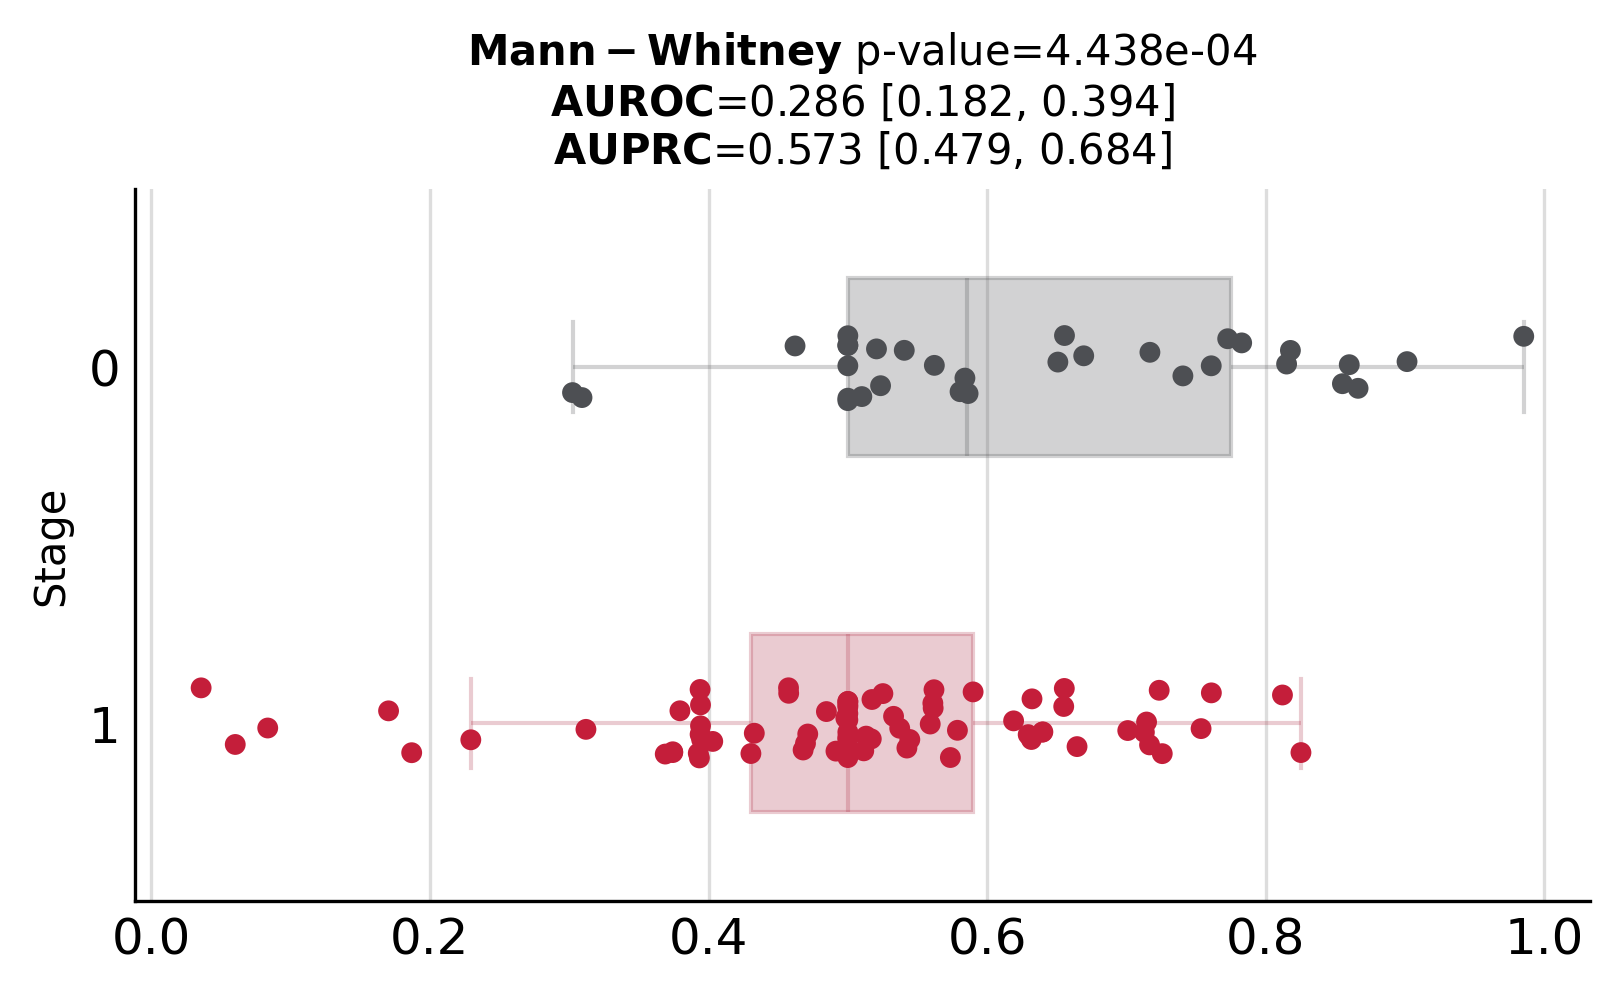 Mann−Whitney p-value=4.438e-04
AUROC=0.286 [0.182, 0.394]
AUPRC=0.573 [0.479, 0.684]
0
Stage
1
0.0 0.2 0.4 0.6 0.8 1.0